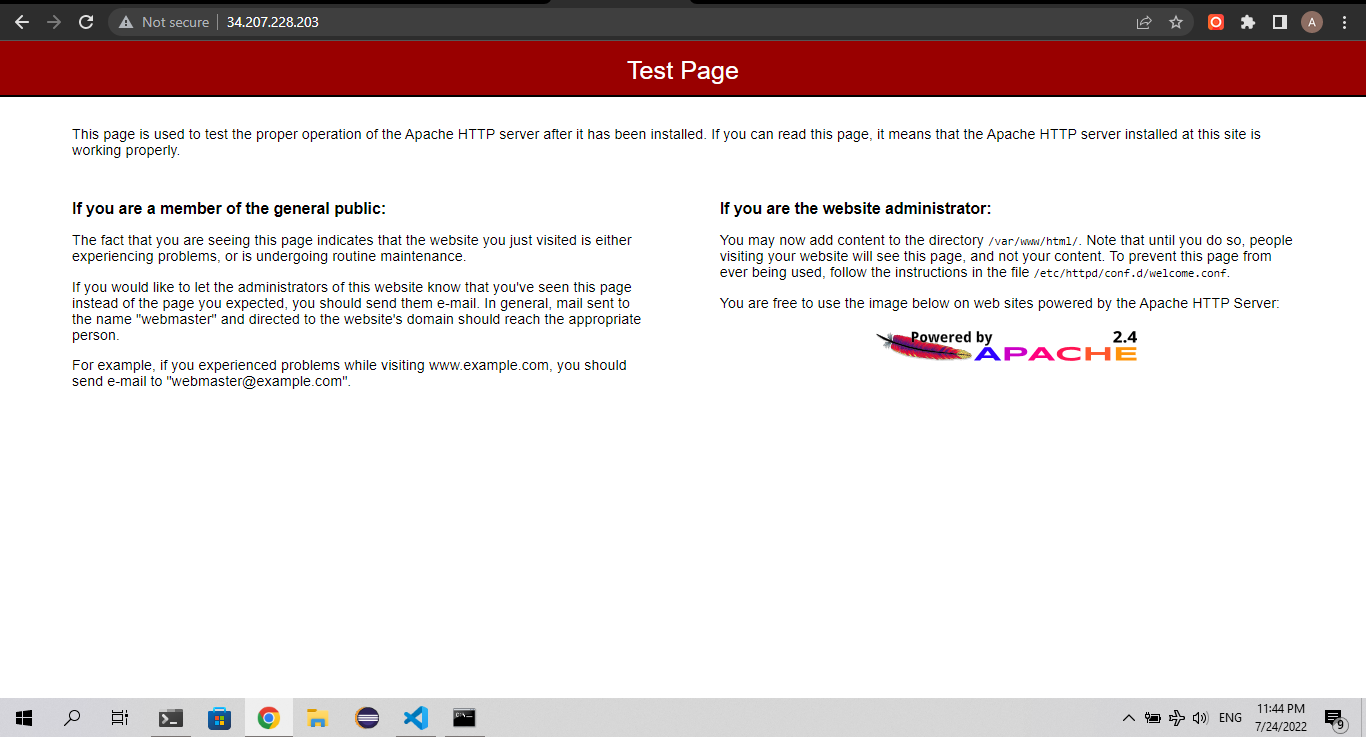 Not secure
34.207.228.203
A
Test Page
This page is used to test the proper operation of the Apache HTTP server after it has been installed. If you can read this page, it means that the Apache HTTP server installed at this site is
working properly.
If you are a member of the general public:
The fact that you are seeing this page indicates that the website you just visited is either
experiencing problems, or is undergoing routine maintenance.
If you would like to let the administrators of this website know that you've seen this page
instead of the page you expected, you should send them e-mail. In general, mail sent to
the name "webmaster" and directed to the website's domain should reach the appropriate
person.
For example, if you experienced problems while visiting www.example.com, you should
send e-mail to "webmaster@example.com".
If you are the website administrator:
You may now add content to the directory /var/www/html/. Note that until you do so, people
visiting your website will see this page, and not your content. To prevent this page from
ever being used, follow the instructions in the file /etc/httpd/conf.d/welcome.conf.
You are free to use the image below on web sites powered by the Apache HTTP Server:
Powered by 2.4
APACHE
ENG
11:44 PM
7/24/2022
9